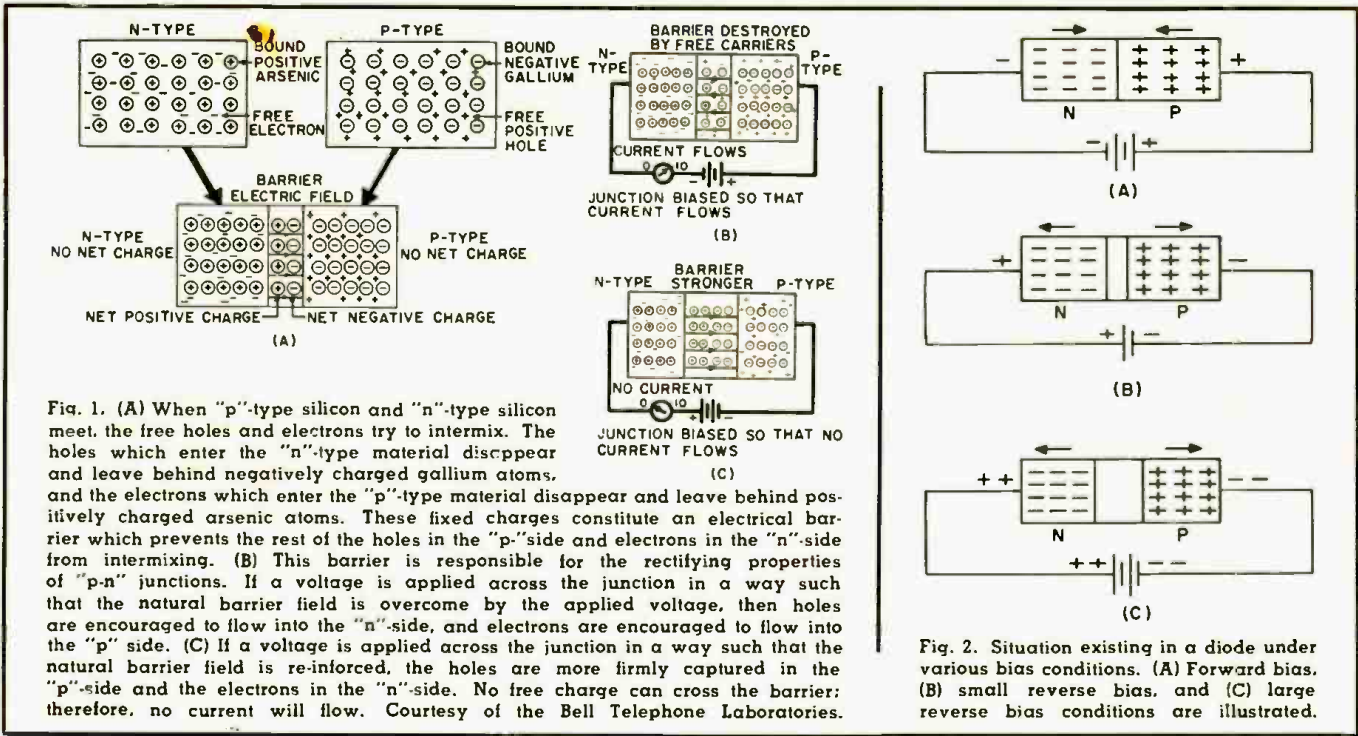 N-TYPE
BOUND
POSITIVE
ARSENIC
FREE
ELECTRON
P-TYPE
BOUND
NEGATIVE
GALLIUM
FREE
POSITIVE
HOLE
BARRIER
ELECTRIC FIELD
N-TYPE
NO NET CHARGE
P-TYPE
NO NET CHARGE
NET POSITIVE CHARGE
NET NEGATIVE CHARGE
(A)
BARRIER DESTROYED
BY FREE CARRIERS
N-
TYPE
P-
TYPE
CURRENT FLOWS
0 10 - +
JUNCTION BIASED SO THAT
CURRENT FLOWS
(B)
BARRIER
N-TYPE STRONGER P-TYPE
NO CURRENT
0 10 + -
JUNCTION BIASED SO THAT NO
CURRENT FLOWS
(C)
Fig. 1. (A) When "p"-type silicon and "n"-type silicon
meet, the free holes and electrons try to intermix. The
holes which enter the "n"-type material disappear
and leave behind negatively charged gallium atoms,
and the electrons which enter the "p"-type material disappear and leave behind pos-
itively charged arsenic atoms. These fixed charges constitute an electrical bar-
rier which prevents the rest of the holes in the "p-"side and electrons in the "n"-side
from intermixing. (B) This barrier is responsible for the rectifying properties
of "p-n" junctions. If a voltage is applied across the junction in a way such
that the natural barrier field is overcome by the applied voltage, then holes
are encouraged to flow into the "n"-side, and electrons are encouraged to flow into
the "p" side. (C) If a voltage is applied across the junction in a way such that the
natural barrier field is re-inforced, the holes are more firmly captured in the
"p"-side and the electrons in the "n"-side. No free charge can cross the barrier;
therefore, no current will flow. Courtesy of the Bell Telephone Laboratories.
- +
N P
- +
(A)
+ -
N P
+ -
(B)
++ --
N P
++ --
(C)
Fig. 2. Situation existing in a diode under
various bias conditions. (A) Forward bias,
(B) small reverse bias, and (C) large
reverse bias conditions are illustrated.